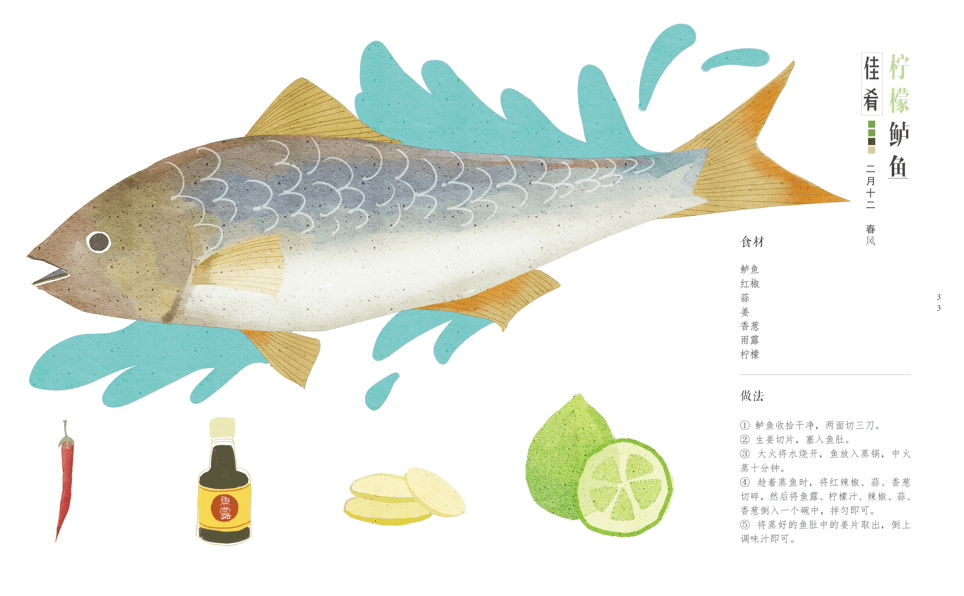 柠檬鲈鱼
佳肴
二月十二 春风
食材
鲈鱼
红椒
蒜
姜
香葱
雨露
柠檬
33
做法
① 鲈鱼收拾干净，两面切三刀。
② 生姜切片，塞入鱼肚。
③ 大火将水烧开，鱼放入蒸锅，中火
蒸十分钟。
④ 趁着蒸鱼时，将红辣椒、蒜、香葱
切碎，然后将鱼露、柠檬汁、辣椒、蒜、
香葱倒入一个碗中，拌匀即可。
⑤ 将蒸好的鱼肚中的姜片取出，倒上
调味汁即可。
魚露